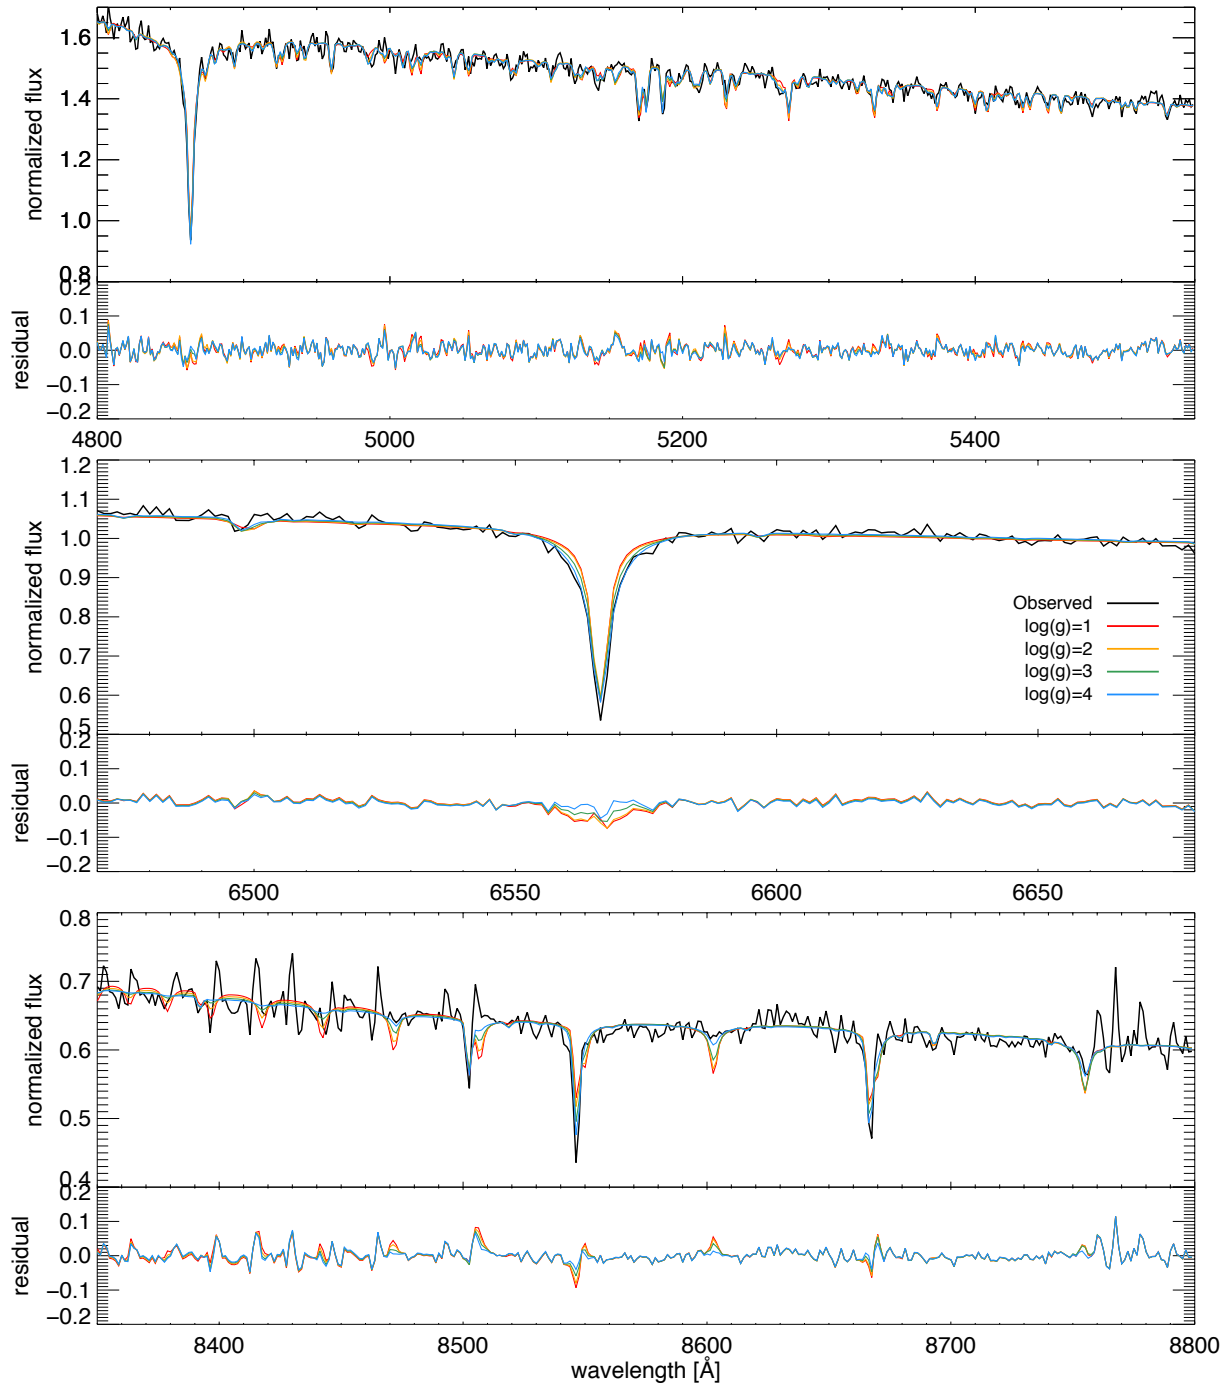 normalized flux
1.6
1.4
1.2
1.0
0.8
residual
0.2
0.1
0.0
−0.1
−0.2
4800 5000 5200 5400
normalized flux
1.2
1.1
1.0
0.9
0.8
0.7
0.6
0.5
Observed
log(g)=1
log(g)=2
log(g)=3
log(g)=4
residual
0.2
0.1
0.0
−0.1
−0.2
6500 6550 6600 6650
normalized flux
0.8
0.7
0.6
0.5
0.4
residual
0.2
0.1
0.0
−0.1
−0.2
8400 8500 8600 8700 8800
wavelength [Å]